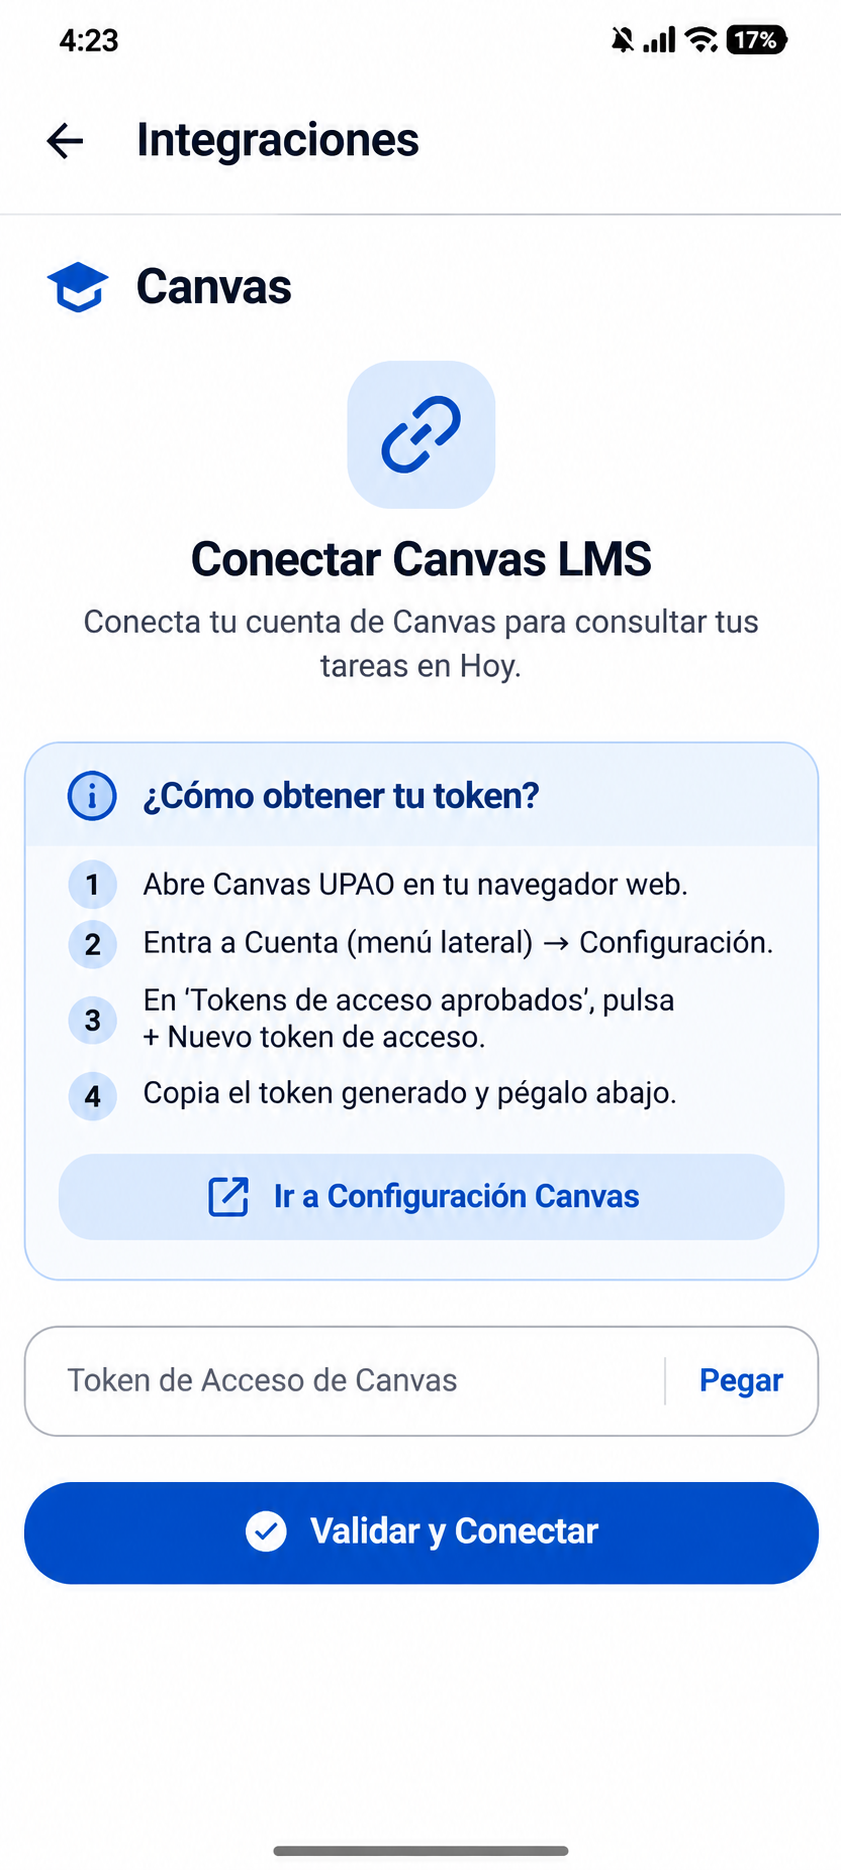 4:23
17%
Integraciones
Canvas
Conectar Canvas LMS
Conecta tu cuenta de Canvas para consultar tus
tareas en Hoy.
¿Cómo obtener tu token?
1 Abre Canvas UPAO en tu navegador web.
2 Entra a Cuenta (menú lateral) → Configuración.
3 En ‘Tokens de acceso aprobados’, pulsa
+ Nuevo token de acceso.
4 Copia el token generado y pégalo abajo.
Ir a Configuración Canvas
Token de Acceso de Canvas
Pegar
Validar y Conectar